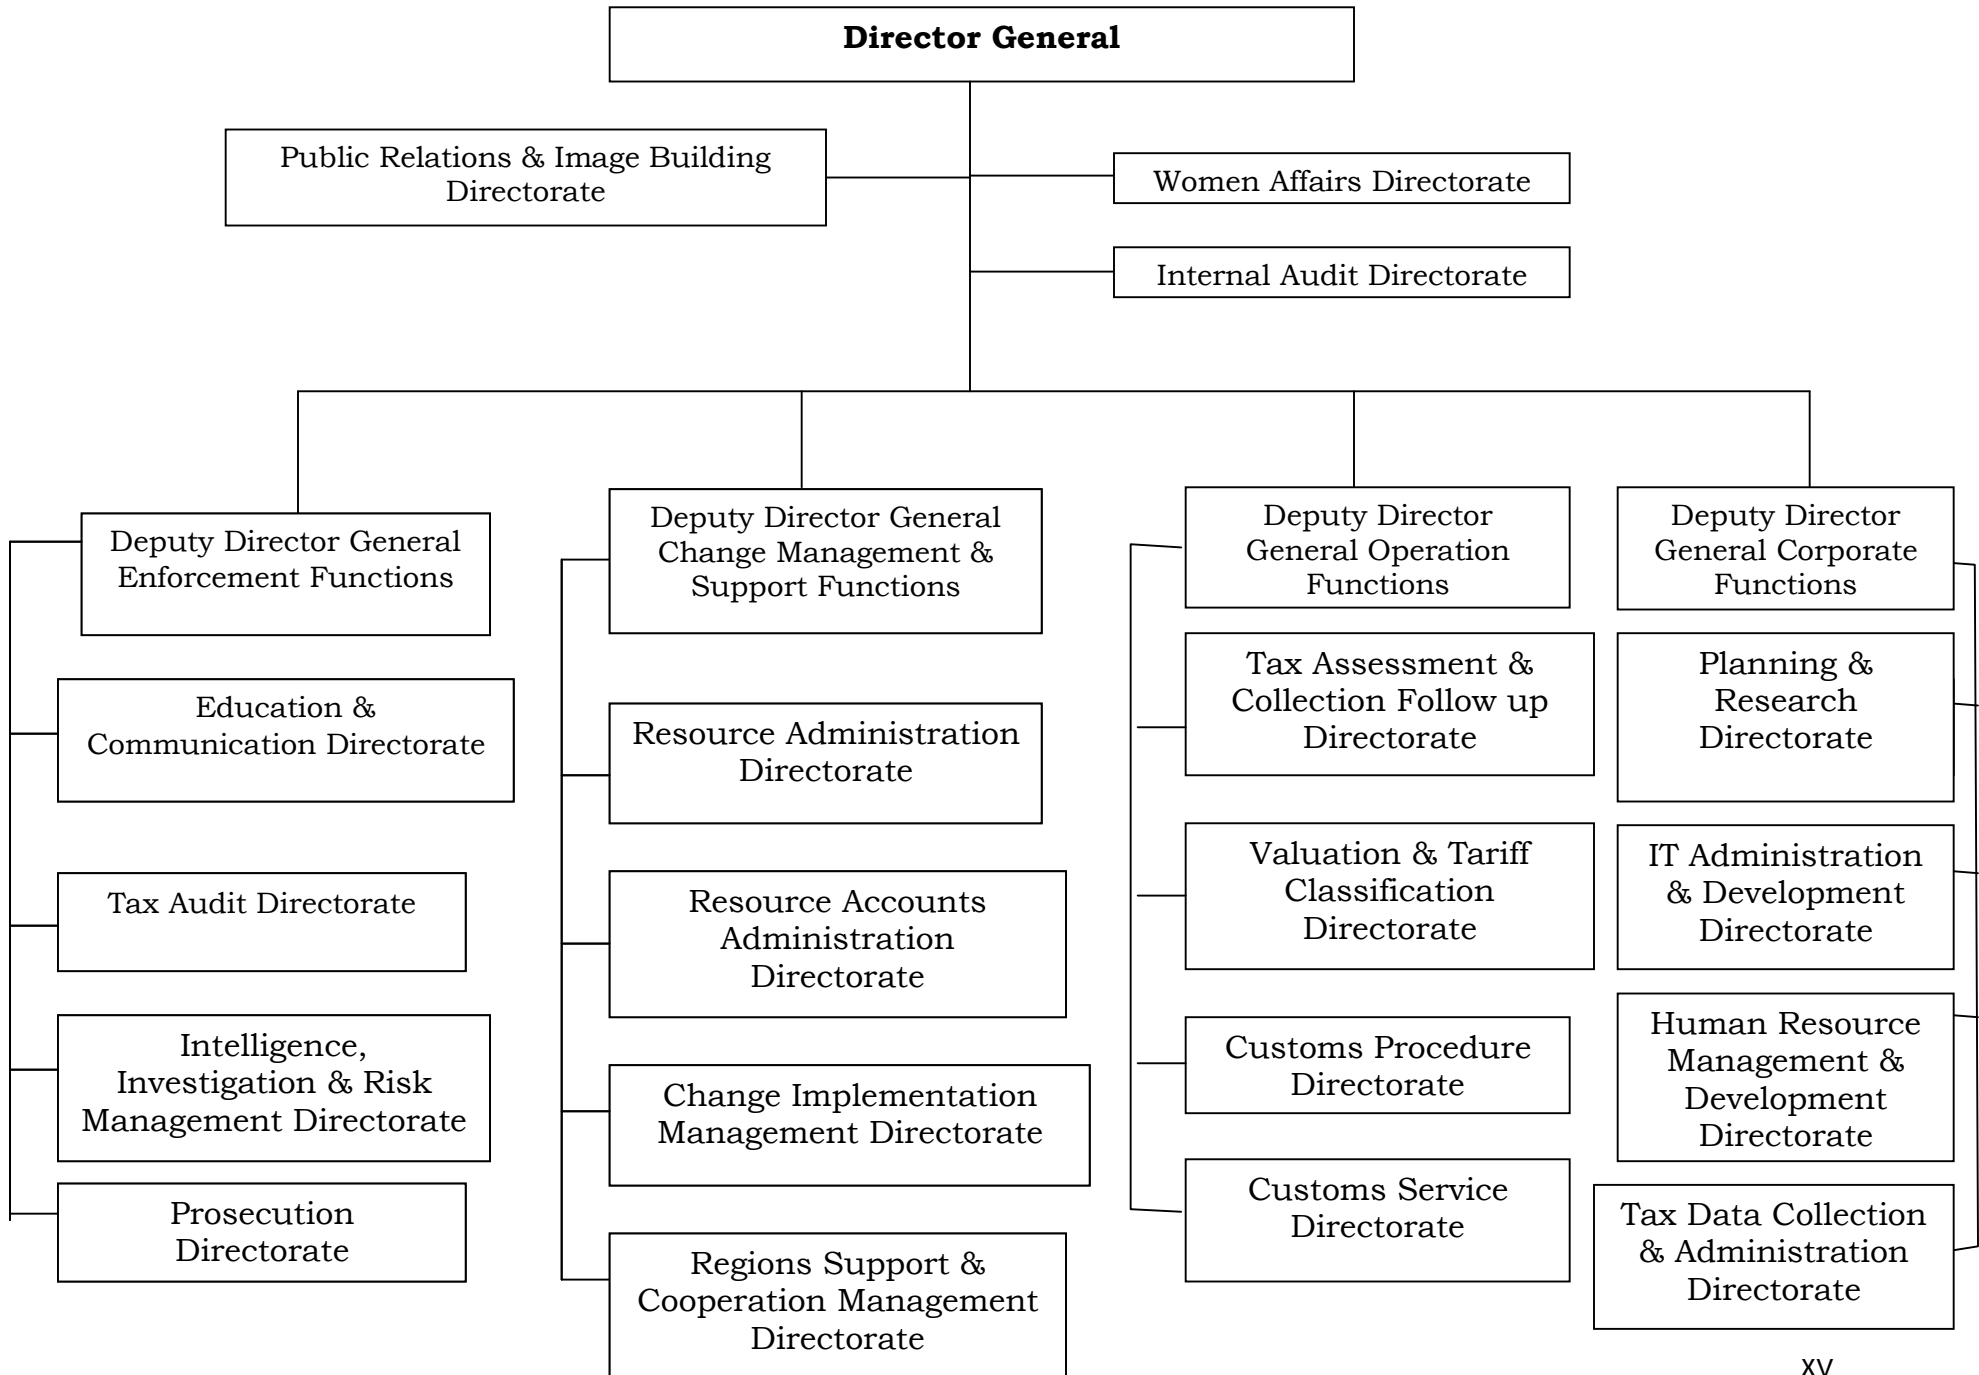 Director General
Public Relations & Image Building
Directorate
Women Affairs Directorate
Internal Audit Directorate
Deputy Director General
Enforcement Functions
Education &
Communication Directorate
Tax Audit Directorate
Intelligence,
Investigation & Risk
Management Directorate
Prosecution
Directorate
Deputy Director General
Change Management &
Support Functions
Resource Administration
Directorate
Resource Accounts
Administration
Directorate
Change Implementation
Management Directorate
Regions Support &
Cooperation Management
Directorate
Deputy Director
General Operation
Functions
Tax Assessment &
Collection Follow up
Directorate
Valuation & Tariff
Classification
Directorate
Customs Procedure
Directorate
Customs Service
Directorate
Deputy Director
General Corporate
Functions
Planning &
Research
Directorate
IT Administration
& Development
Directorate
Human Resource
Management &
Development
Directorate
Tax Data Collection
& Administration
Directorate
xv